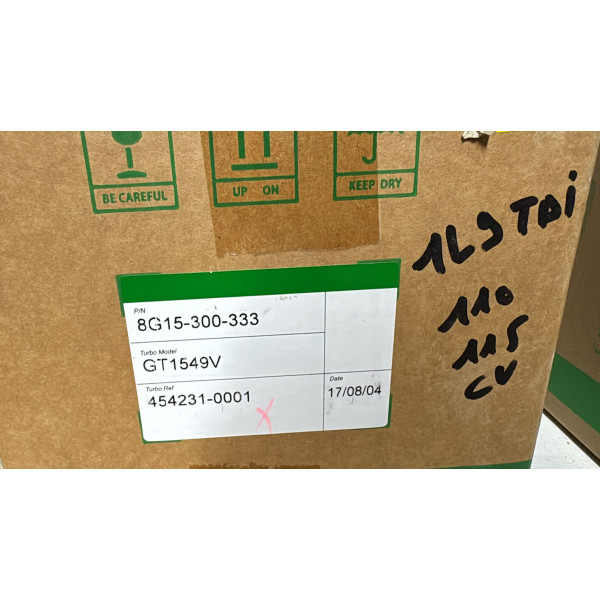 BE CAREFUL
UP ON
KEEP DRY
1L9 TDi
110
115
CV
P/N
8G15-300-333
Turbo Model
GT1549V
Turbo Ref
454231-0001
Date
17/08/04
X